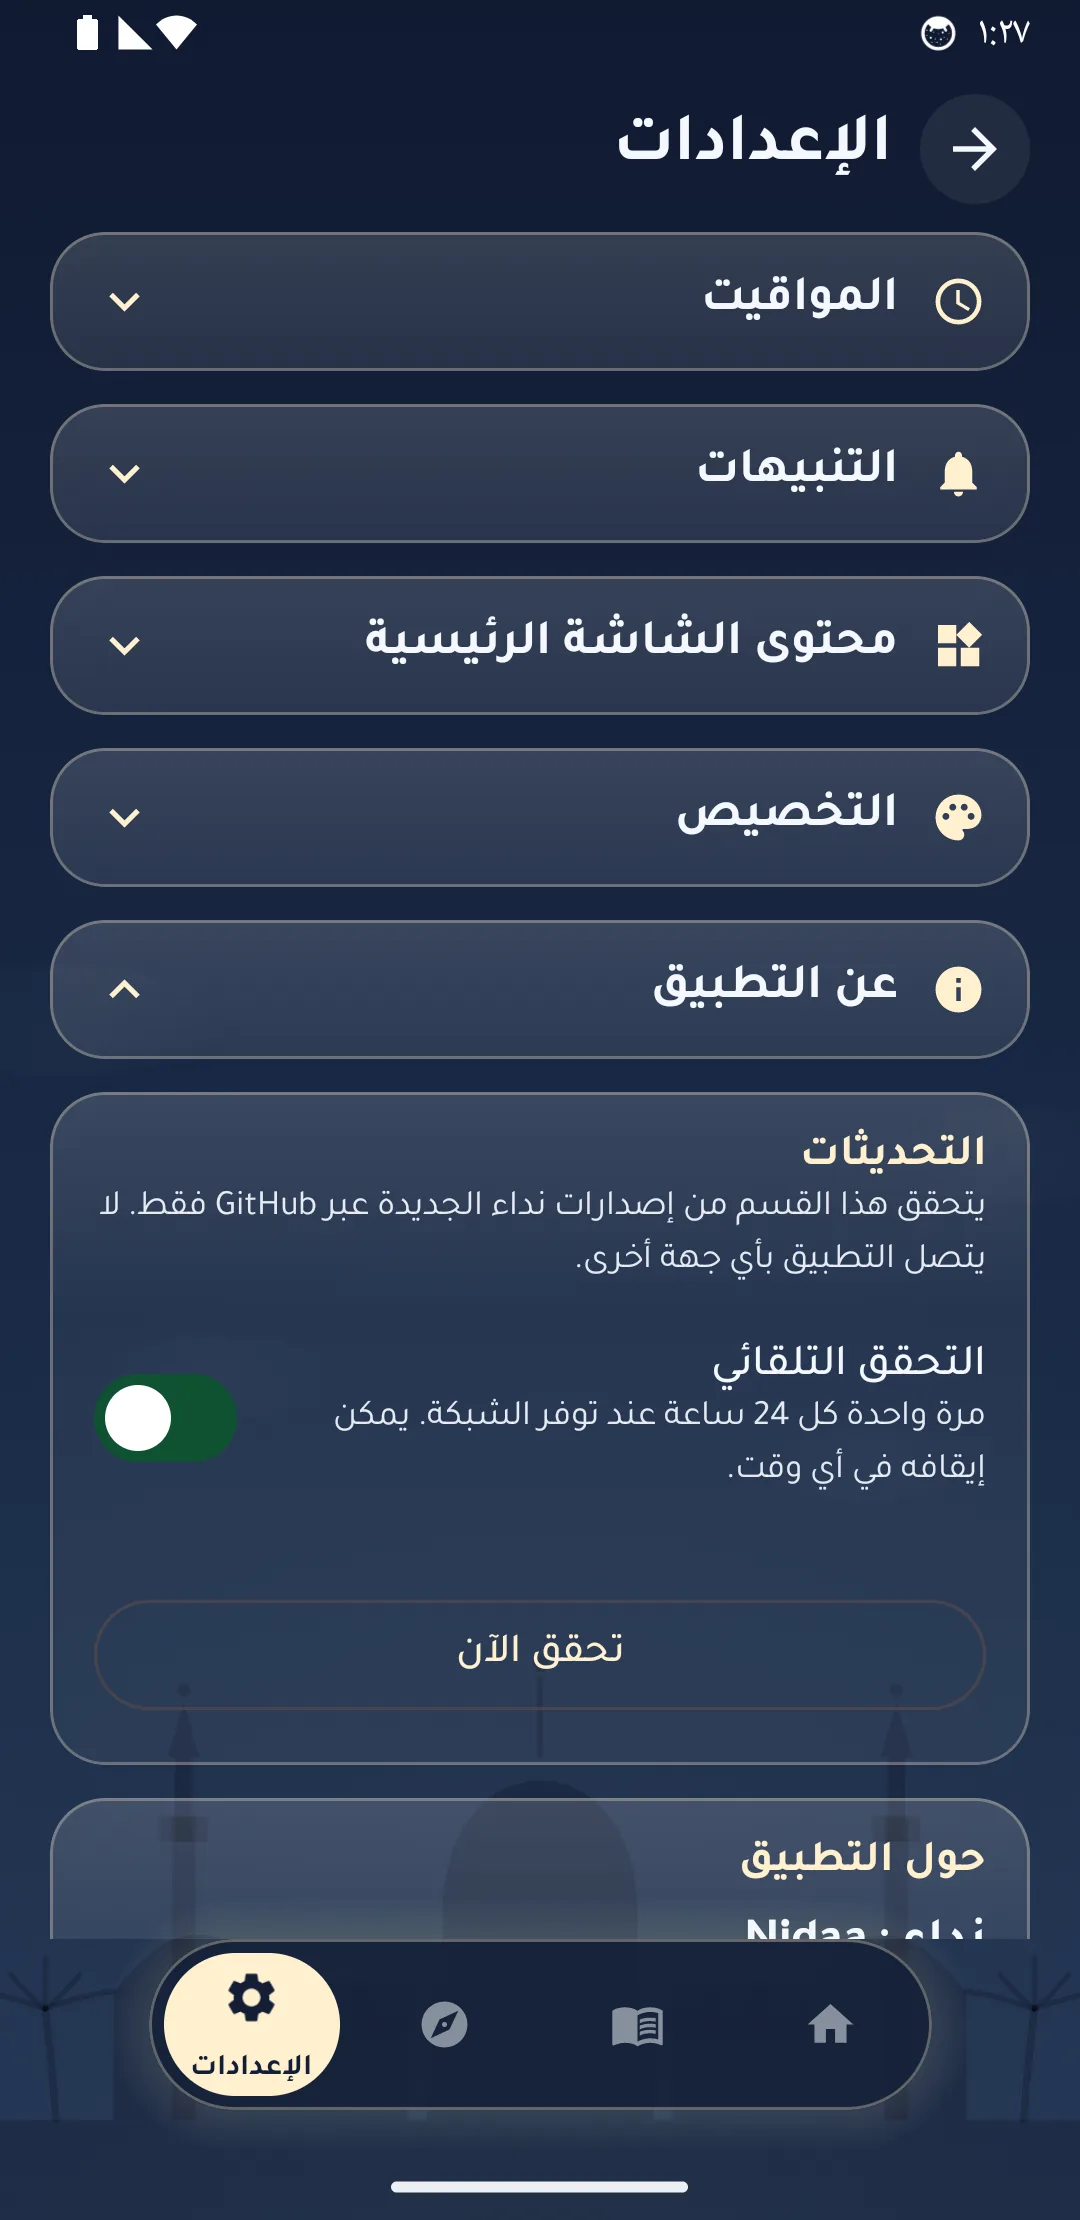 ١:٢٧
الإعدادات
المواقيت
التنبيهات
محتوى الشاشة الرئيسية
التخصيص
عن التطبيق
التحديثات
يتحقق هذا القسم من إصدارات نداء الجديدة عبر GitHub فقط. لا
يتصل التطبيق بأي جهة أخرى.
التحقق التلقائي
مرة واحدة كل 24 ساعة عند توفر الشبكة. يمكن
إيقافه في أي وقت.
تحقق الآن
حول التطبيق
نداء · Nidaa
الإعدادات